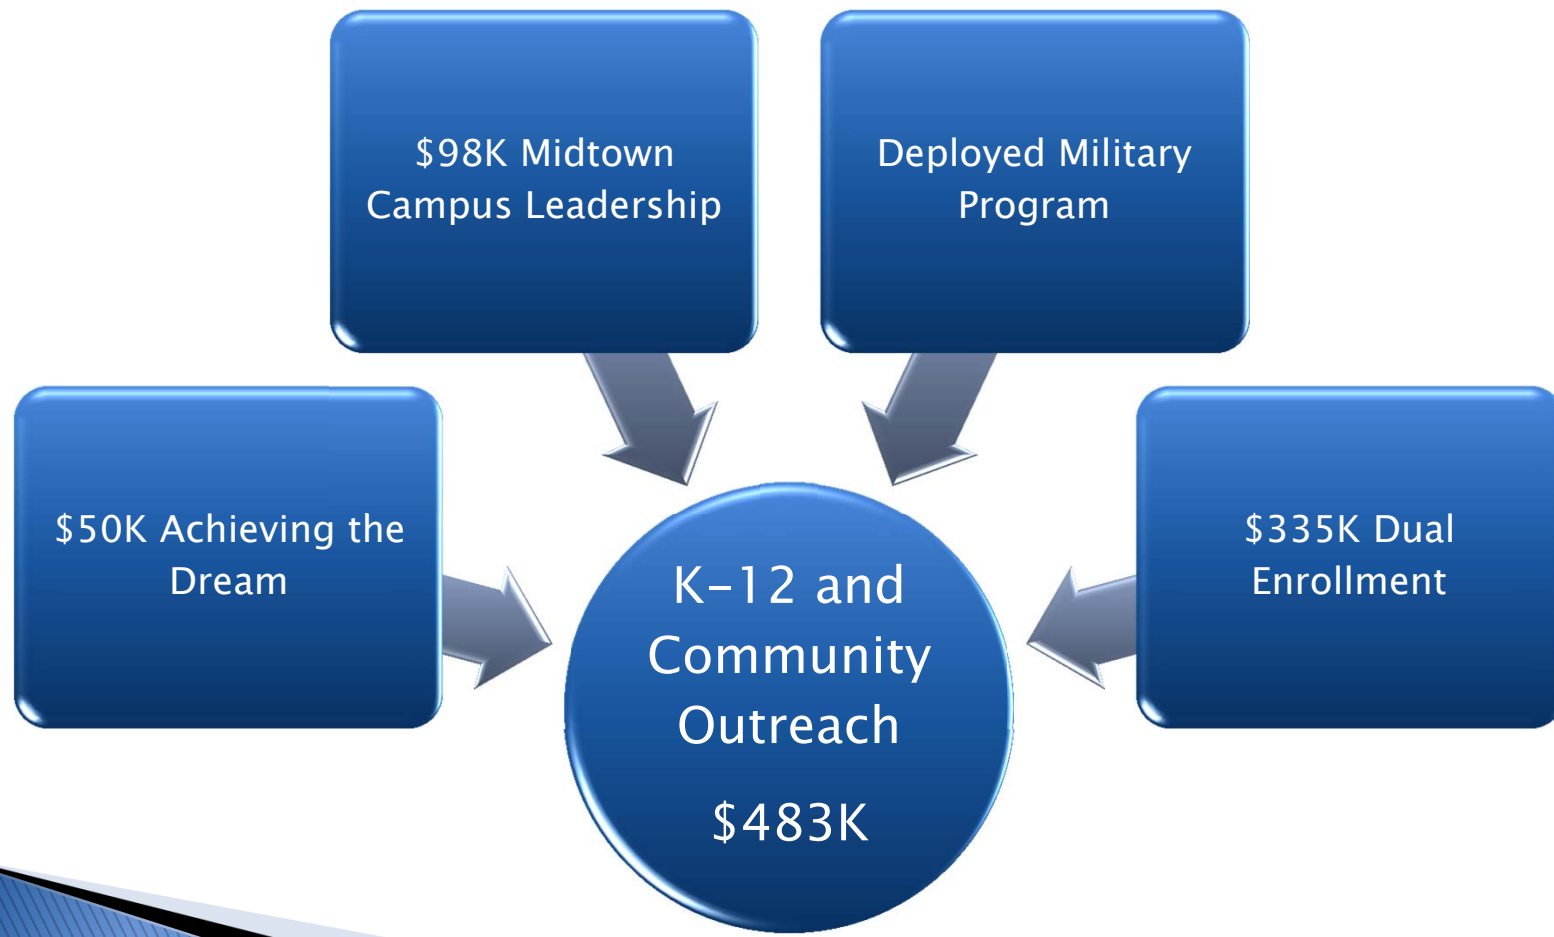 $98K Midtown
Campus Leadership
Deployed Military
Program
$50K Achieving the
Dream
$335K Dual
Enrollment
K-12 and
Community
Outreach
$483K